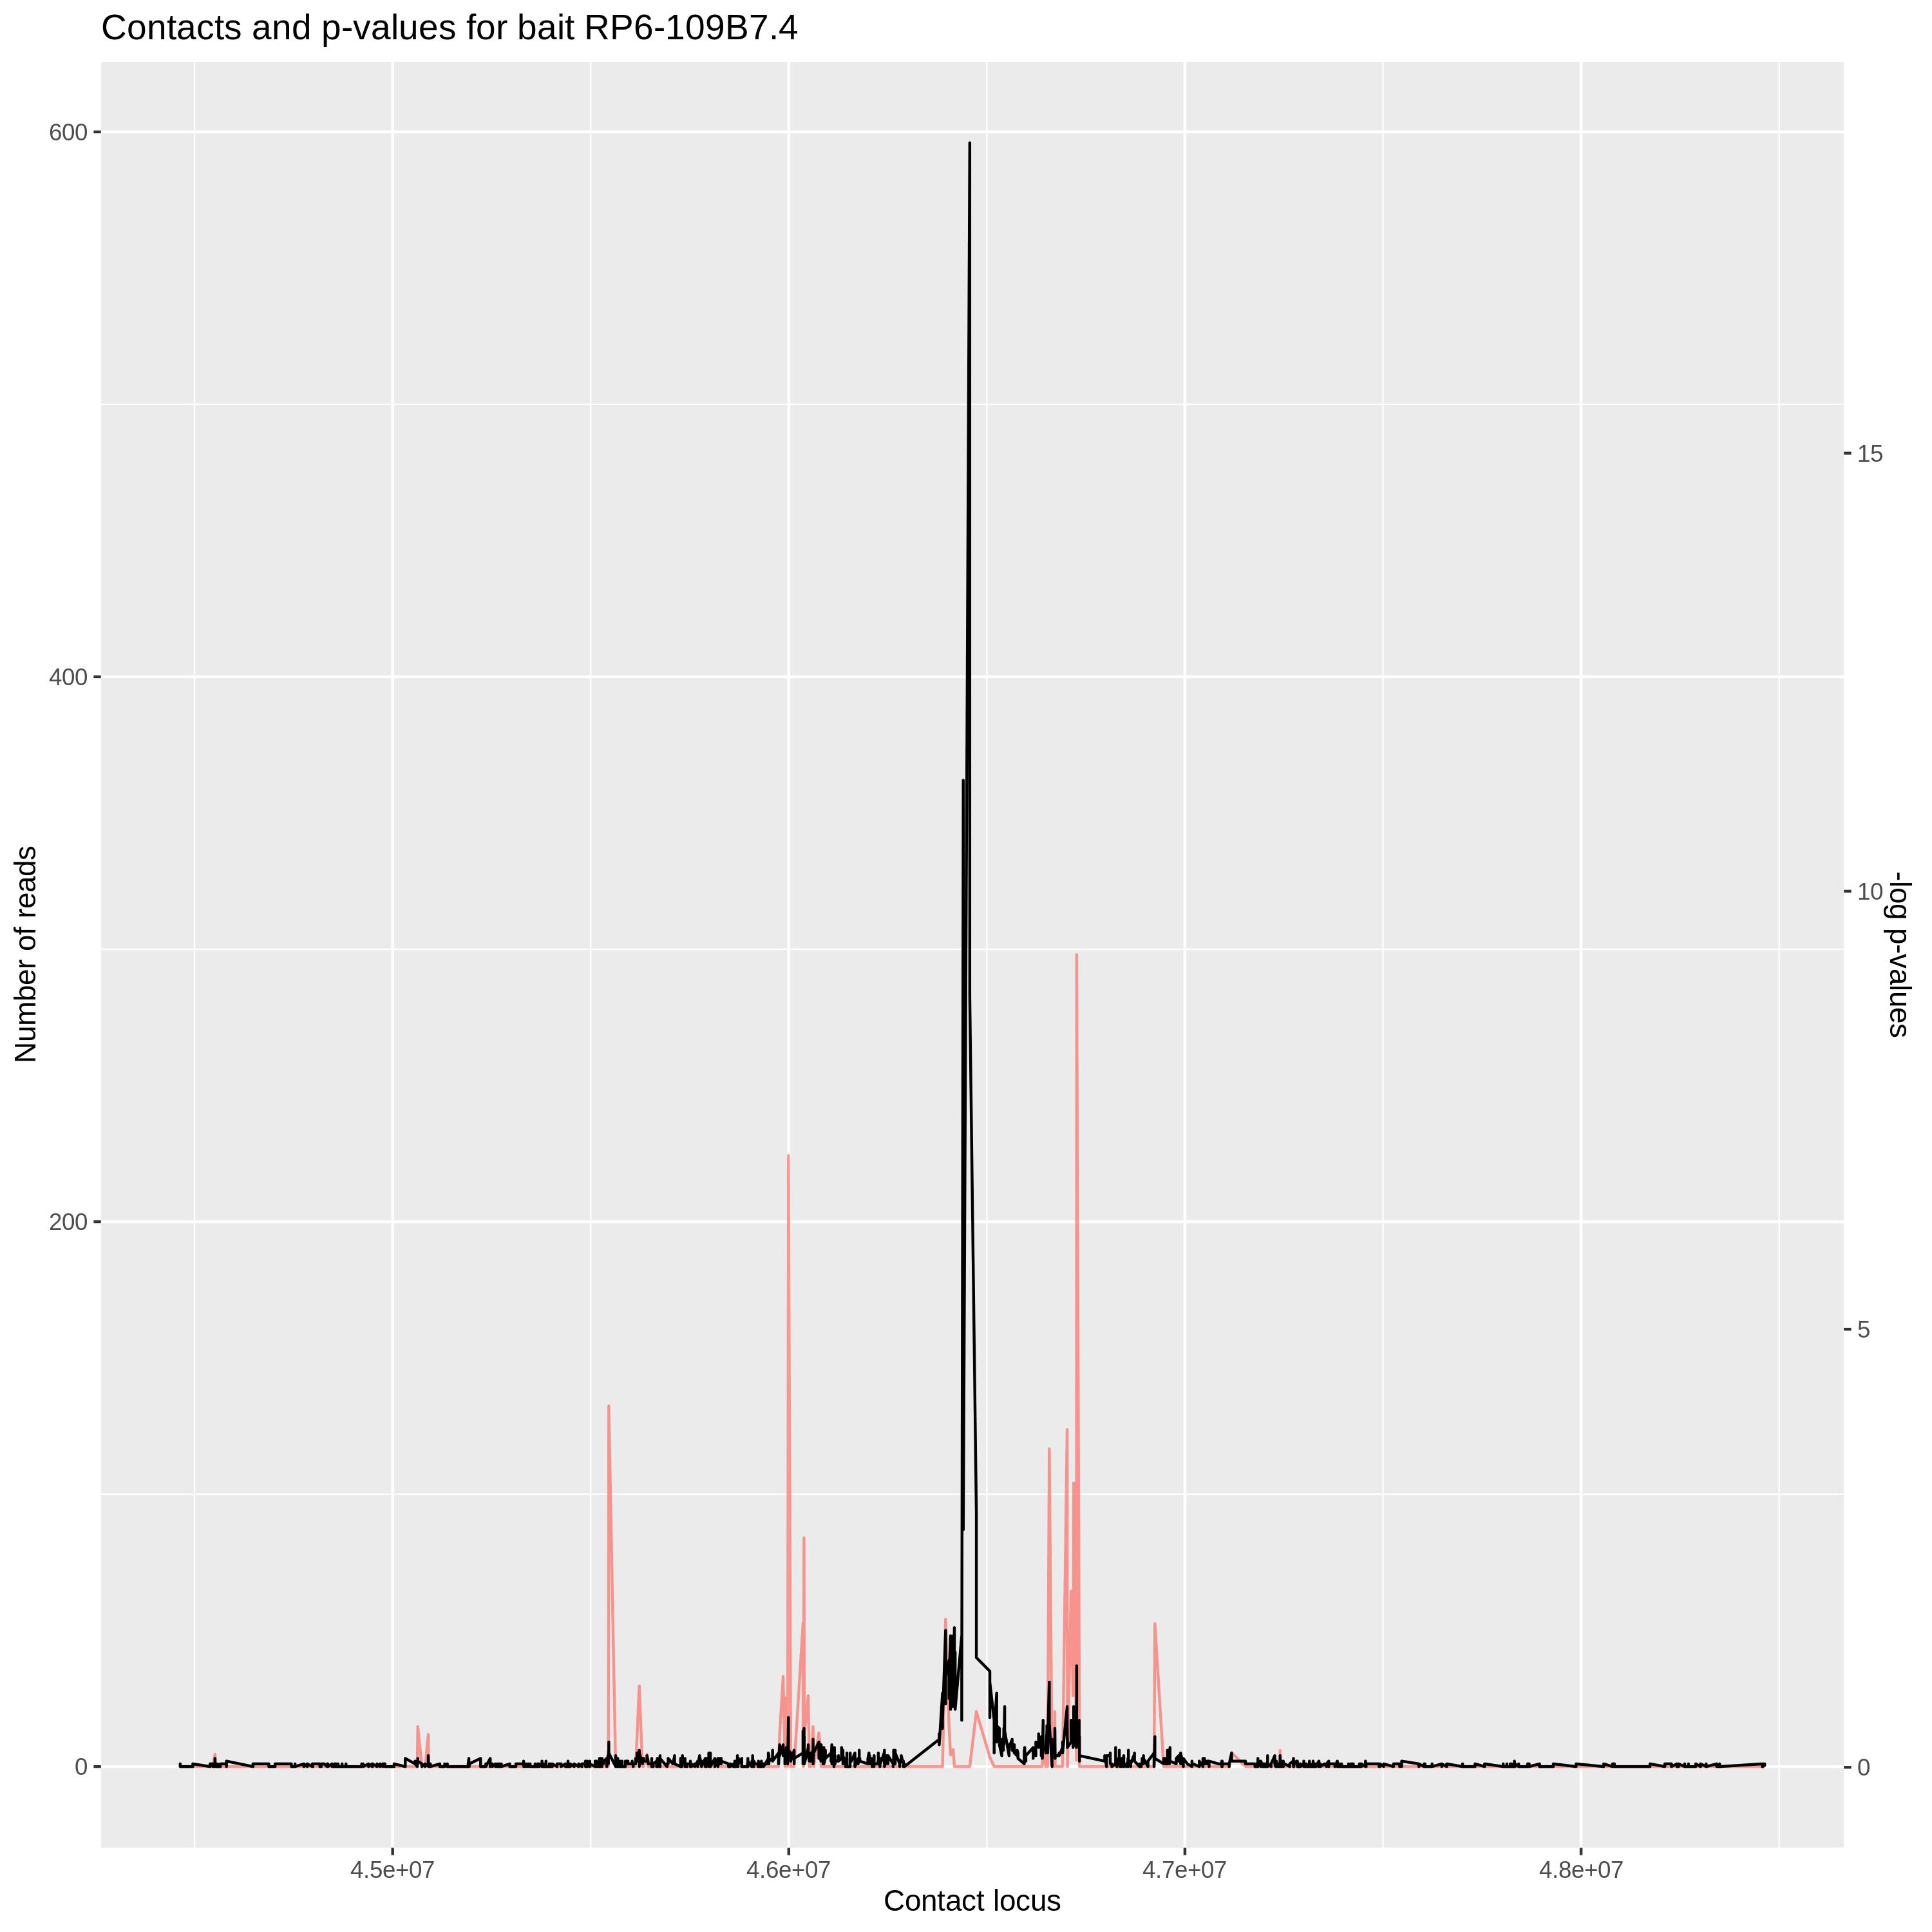 Contacts and p-values for bait RP6-109B7.4
Number of reads
600
400
200
0
15
10
5
0
-log p-values
4.5e+07
4.6e+07
4.7e+07
4.8e+07
Contact locus